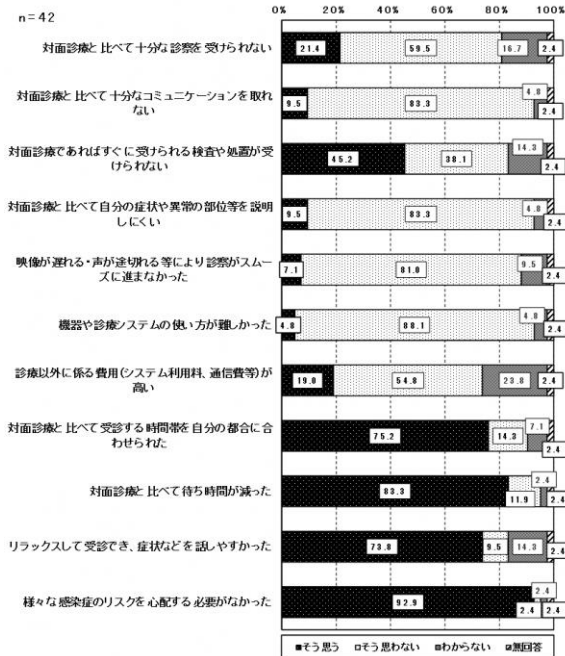 n=42
0% 20% 40% 60% 80% 100%
対面診療と比べて十分な診察を受けられない
21.4 59.5 16.7 2.4
対面診療と比べて十分なコミュニケーションを取れ
ない
9.5 83.3 4.8 2.4
対面診療であればすぐに受けられる検査や処置が受
けられない
45.2 38.1 14.3 2.4
対面診療と比べて自分の症状や異常の部位等を説明
しにくい
9.5 83.3 4.8 2.4
映像が遅れる・声が途切れる等により診察がスムー
ズに進まなかった
7.1 81.0 9.5 2.4
機器や診療システムの使い方が難しかった
4.8 88.1 4.8 2.4
診療以外に係る費用(システム利用料、通信費等)が
高い
19.0 54.8 23.8 2.4
対面診療と比べて受診する時間帯を自分の都合に合
わせられた
75.2 14.3 7.1 2.4
対面診療と比べて待ち時間が減った
83.3 11.9 2.4 2.4
リラックスして受診でき、症状などを話しやすかった
73.8 9.5 14.3 2.4
様々な感染症のリスクを心配する必要がなかった
92.9 2.4 2.4 2.4
■そう思う □そう思わない ■わからない ☑無回答